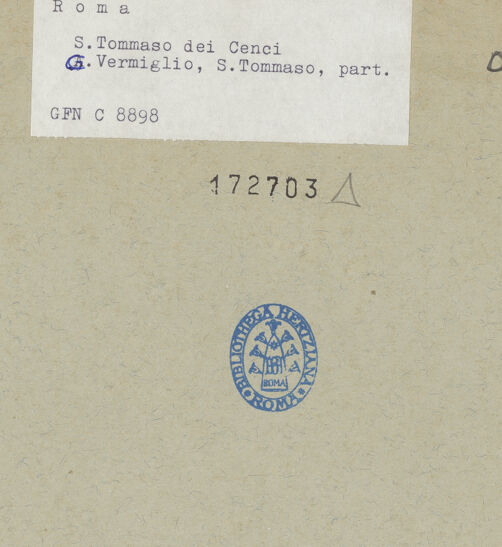 Roma
S.Tommaso dei Cenci
G.Vermiglio, S.Tommaso, part.
GFN C 8898
172703
BIBLIOTHECA HERTZIANA
ROMA
ROMA